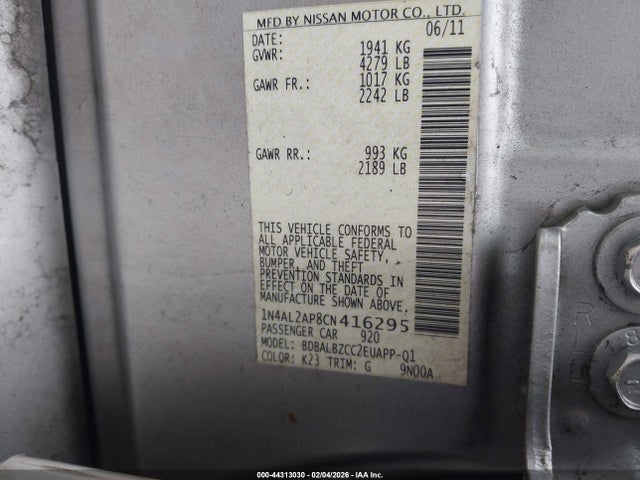 MFD BY NISSAN MOTOR CO., LTD.
DATE: 06/11
GVWR: 1941 KG
4279 LB
GAWR FR.: 1017 KG
2242 LB
GAWR RR.: 993 KG
2189 LB
THIS VEHICLE CONFORMS TO
ALL APPLICABLE FEDERAL
MOTOR VEHICLE SAFETY,
BUMPER, AND THEFT
PREVENTION STANDARDS IN
EFFECT ON THE DATE OF
MANUFACTURE SHOWN ABOVE.
1N4AL2AP8CN416295
PASSENGER CAR 920
MODEL: BDBALBZCC2EUAPP-Q1
COLOR: K23 TRIM: G 9N00A
8
000-44313030 - 02/04/2026 - IAA Inc.